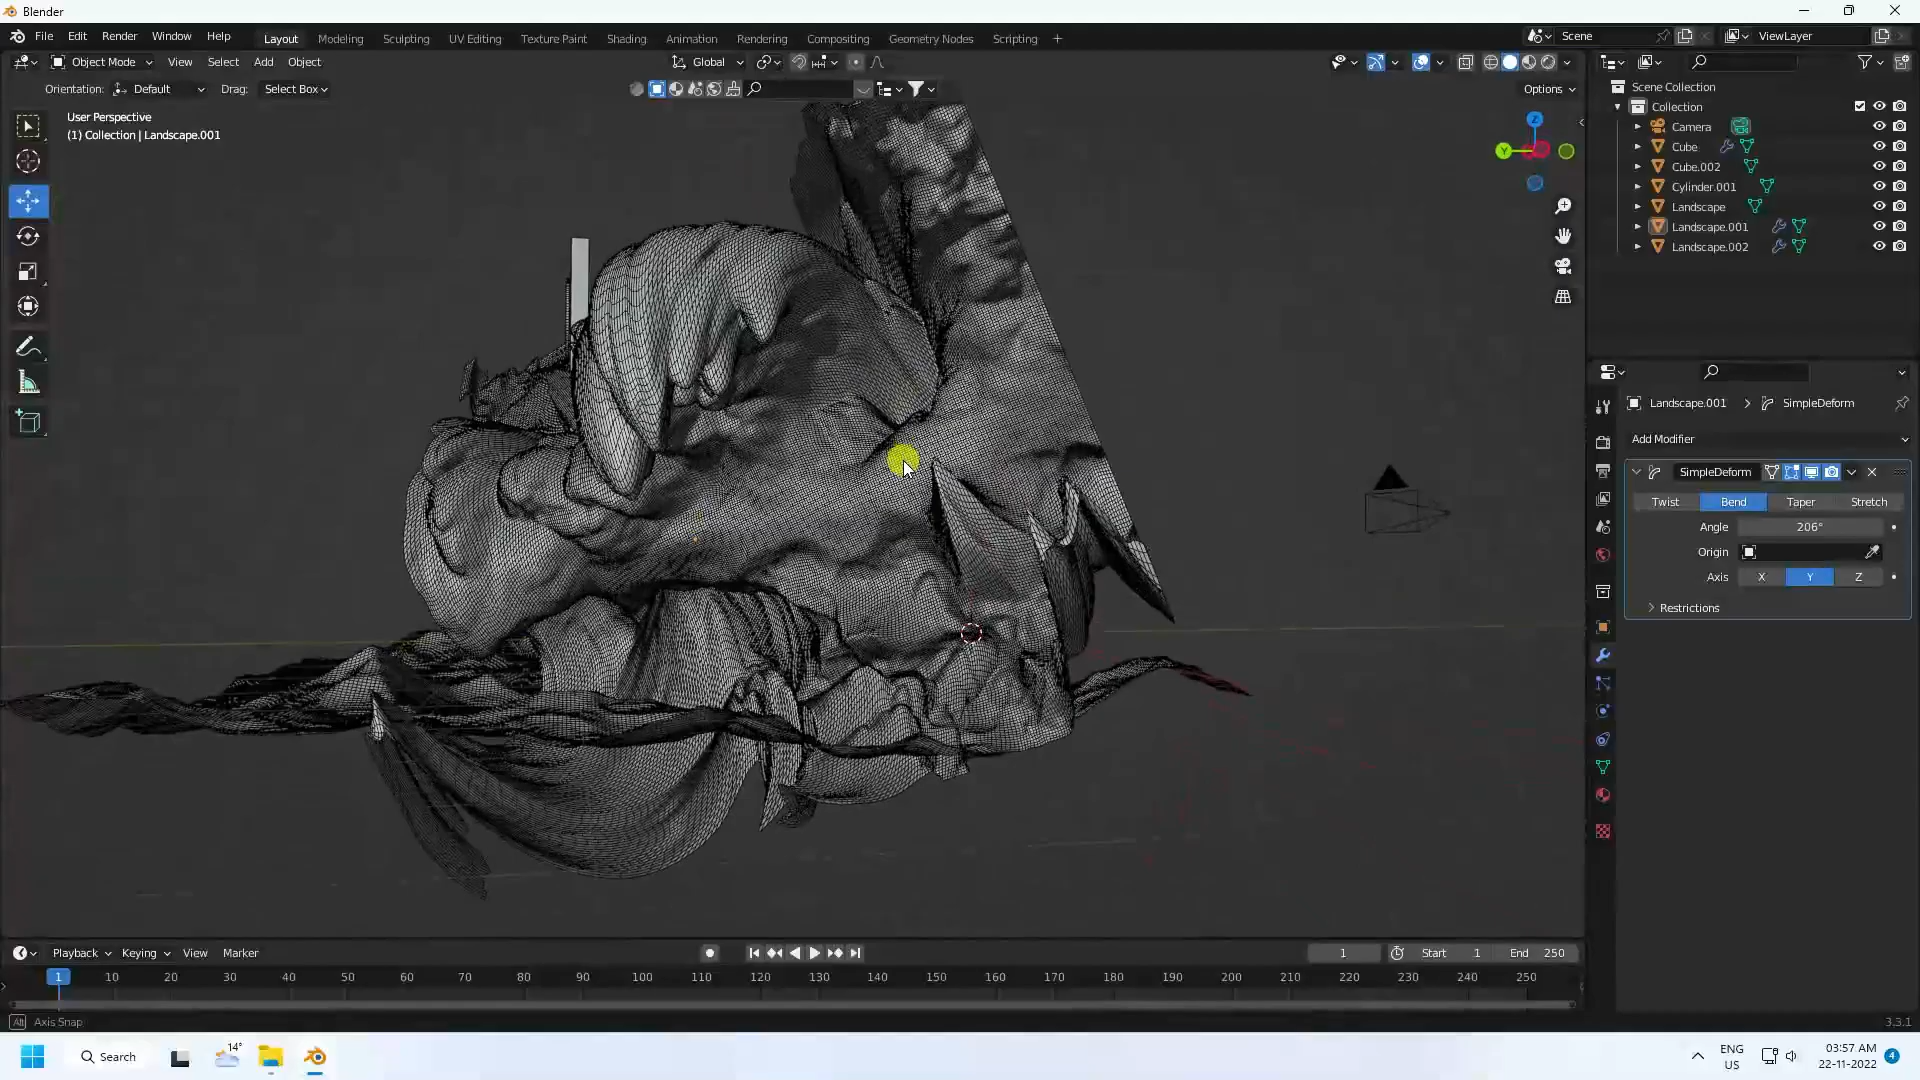 Blender
File Edit Render Window Help
Layout Modeling Sculpting UV Editing Texture Paint Shading Animation Rendering Compositing Geometry Nodes Scripting +
Scene
ViewLayer
Object Mode View Select Add Object
Global
Orientation: Default Drag: Select Box
Options
User Perspective
(1) Collection | Landscape.001
Z
Y
Scene Collection
Collection
Camera
Cube
Cube.002
Cylinder.001
Landscape
Landscape.001
Landscape.002
Landscape.001 > SimpleDeform
Add Modifier
SimpleDeform
Twist Bend Taper Stretch
Angle 206°
Origin
Axis X Y Z
Restrictions
Playback Keying View Marker
1 Start 1 End 250
1 10 20 30 40 50 60 70 80 90 100 110 120 130 140 150 160 170 180 190 200 210 220 230 240 250
Alt Axis Snap
3.3.1
Search
14°
ENG
US
03:57 AM
22-11-2022
4